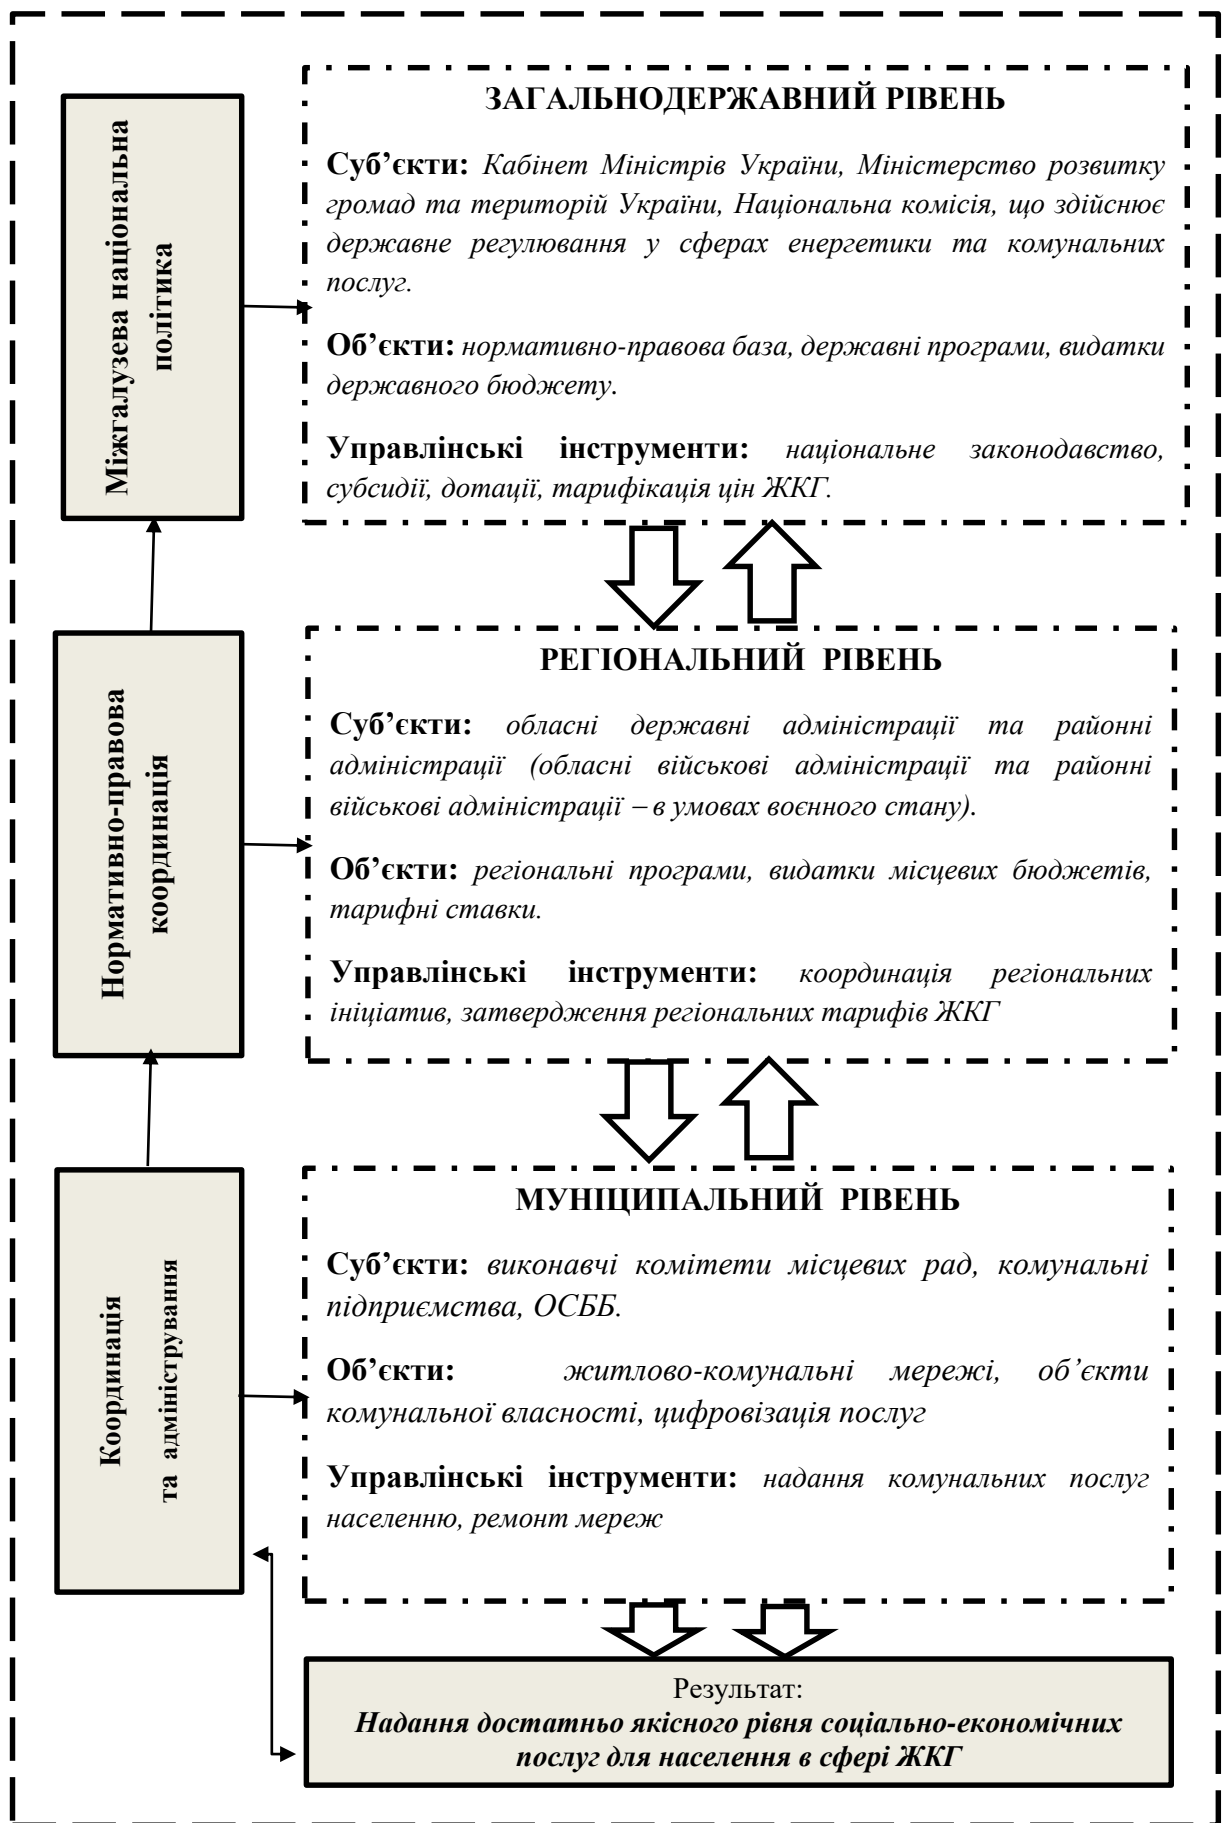 Міжгалузева національна
політика
ЗАГАЛЬНОДЕРЖАВНИЙ РІВЕНЬ
Суб’єкти: Кабінет Міністрів України, Міністерство розвитку
громад та територій України, Національна комісія, що здійснює
державне регулювання у сферах енергетики та комунальних
послуг.
Об’єкти: нормативно-правова база, державні програми, видатки
державного бюджету.
Управлінські інструменти: національне законодавство,
субсидії, дотації, тарифікація цін ЖКГ.
Нормативно-правова
координація
РЕГІОНАЛЬНИЙ РІВЕНЬ
Суб’єкти: обласні державні адміністрації та районні
адміністрації (обласні військові адміністрації та районні
військові адміністрації – в умовах воєнного стану).
Об’єкти: регіональні програми, видатки місцевих бюджетів,
тарифні ставки.
Управлінські інструменти: координація регіональних
ініціатив, затвердження регіональних тарифів ЖКГ
Координація
та адміністрування
МУНІЦИПАЛЬНИЙ РІВЕНЬ
Суб’єкти: виконавчі комітети місцевих рад, комунальні
підприємства, ОСББ.
Об’єкти: житлово-комунальні мережі, об’єкти
комунальної власності, цифровізація послуг
Управлінські інструменти: надання комунальних послуг
населенню, ремонт мереж
Результат:
Надання достатньо якісного рівня соціально-економічних
послуг для населення в сфері ЖКГ